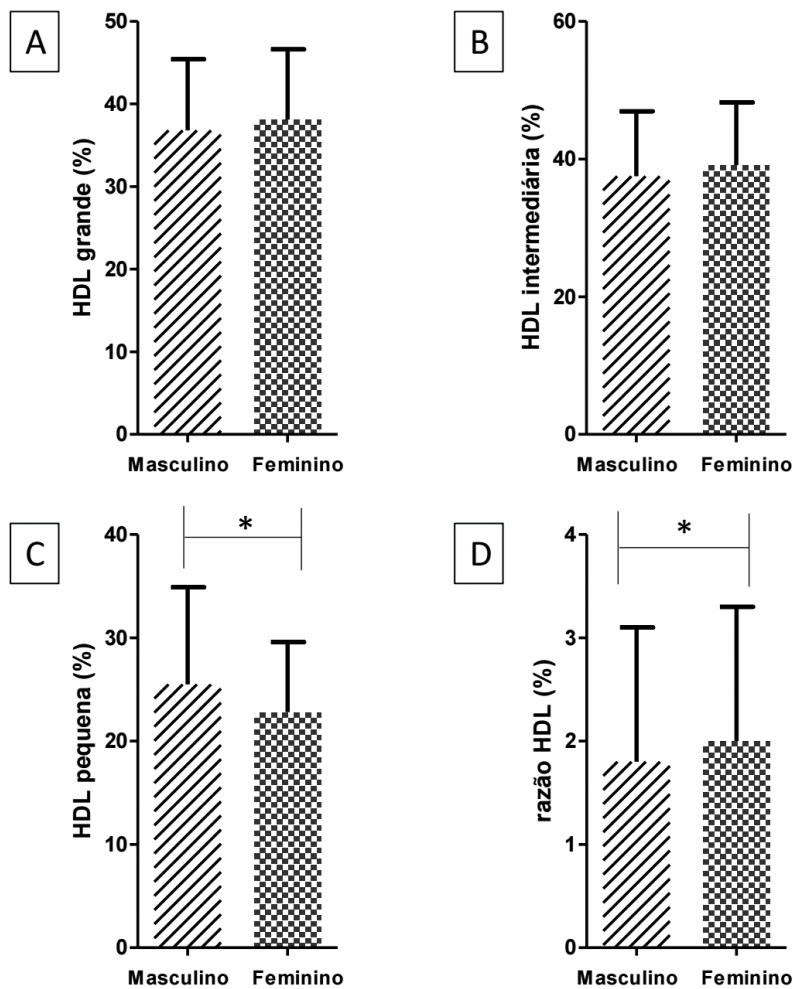 A
HDL grande (%)
50
40
30
20
10
0
Masculino Feminino
B
HDL intermediária (%)
60
40
20
0
Masculino Feminino
C
HDL pequena (%)
40
30
20
10
0
*
Masculino Feminino
D
razão HDL (%)
4
3
2
1
0
*
Masculino Feminino